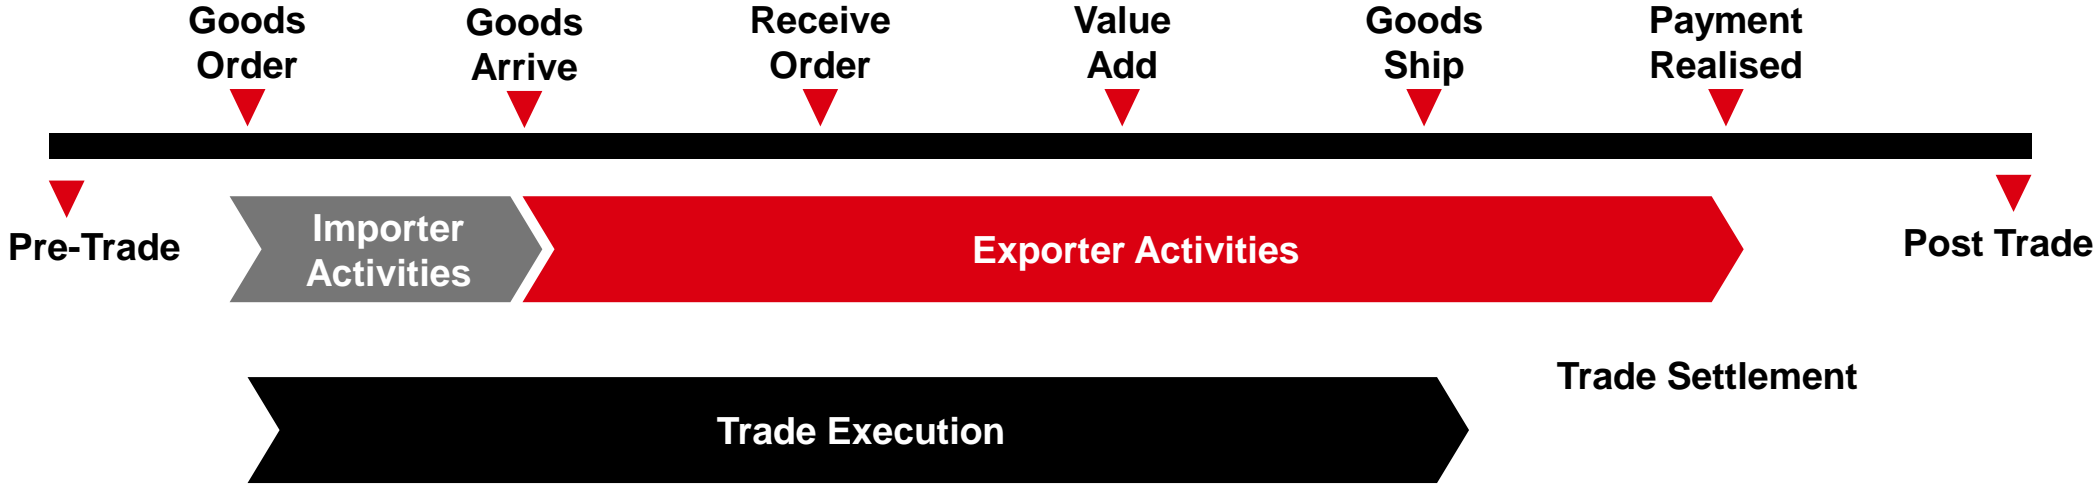 Goods
Order
Goods
Arrive
Receive
Order
Value
Add
Goods
Ship
Payment
Realised
Pre-Trade
Importer
Activities
Exporter Activities
Post Trade
Trade Execution
Trade Settlement